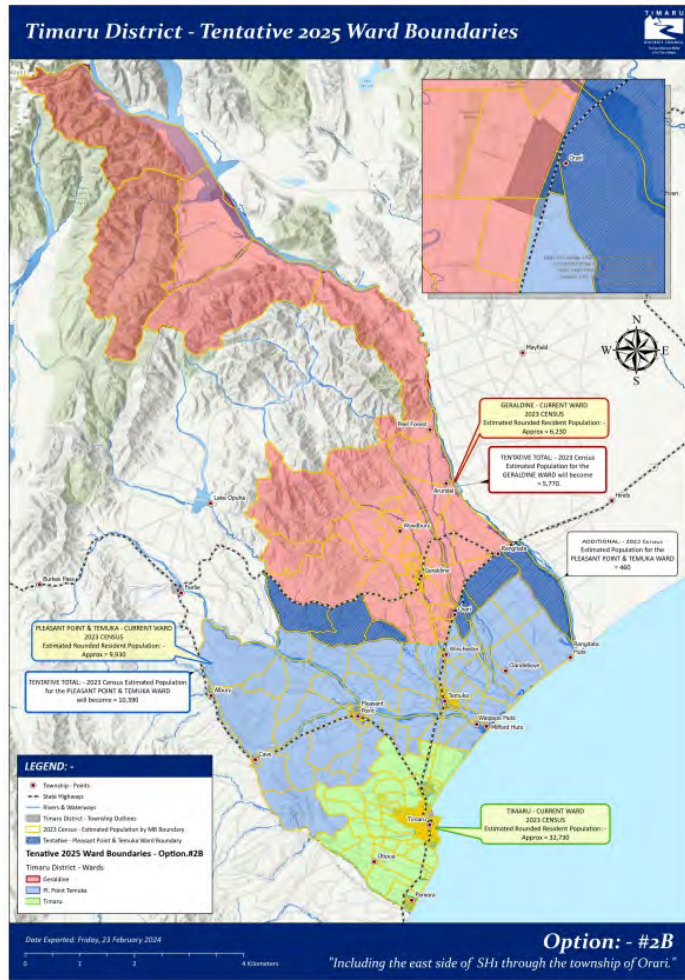 Timaru District - Tentative 2025 Ward Boundaries
TIMARU
DISTRICT COUNCIL
Orari
Mayfield
N
W
E
S
GERALDINE - CURRENT WARD
2023 CENSUS
Estimated Rounded Resident Population: -
Approx = 6,230
Peel Forest
TENTATIVE TOTAL: - 2023 Census
Estimated Population for the
GERALDINE WARD will become
= 5,770.
Arundel
Lake Opuha
Hinds
Woodbury
ADDITIONAL: - 2023 Census
Estimated Population for the
PLEASANT POINT & TEMUKA WARD
= 460
Rangitata
Geraldine
Burkes Pass
Fairlie
Orari
PLEASANT POINT & TEMUKA - CURRENT WARD
2023 CENSUS
Estimated Rounded Resident Population: -
Approx = 9,930
Winchester
Rangitata
Huts
Clandeboye
TENTATIVE TOTAL: - 2023 Census Estimated Population
for the PLEASANT POINT & TEMUKA WARD
will become = 10,390
Albury
Temuka
Pleasant
Point
Waipopo Huts
Milford Huts
Cave
LEGEND: -
Township - Points
State Highways
Rivers & Waterways
Timaru District - Township Outlines
2023 Census - Estimated Population by MB Boundary
Tentative - Pleasant Point & Temuka Ward Boundary
Tenative 2025 Ward Boundaries - Option.#2B
Timaru District - Wards
Geraldine
Pl. Point Temuka
Timaru
TIMARU - CURRENT WARD
2023 CENSUS
Estimated Rounded Resident Population: -
Approx = 32,730
Timaru
Otipua
Pareora
Date Exported: Friday, 23 February 2024
0 1 2 4 Kilometers
Option: - #2B
"Including the east side of SH1 through the township of Orari."